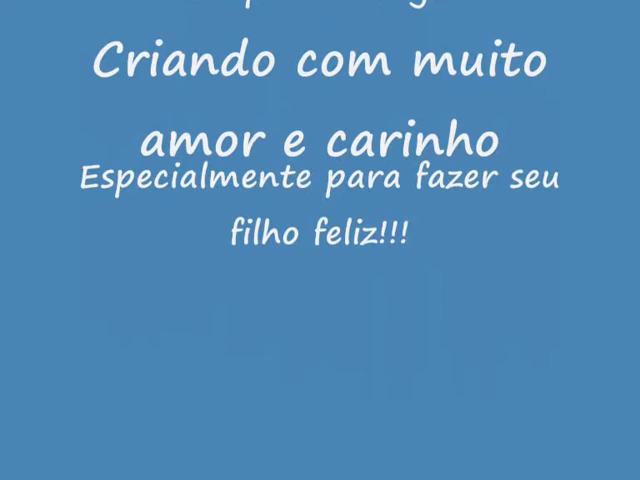 Criando com muito
amor e carinho
Especialmente para fazer seu
filho feliz!!!